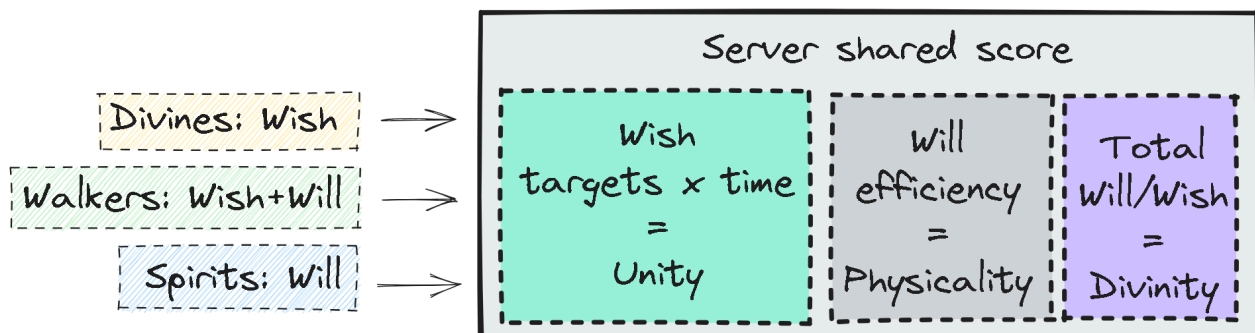 Server shared score
Divines: Wish
Walkers: Wish+Will
Spirits: Will
Wish
targets x time
=
Unity
Will
efficiency
=
Physicality
Total
Will/Wish
=
Divinity